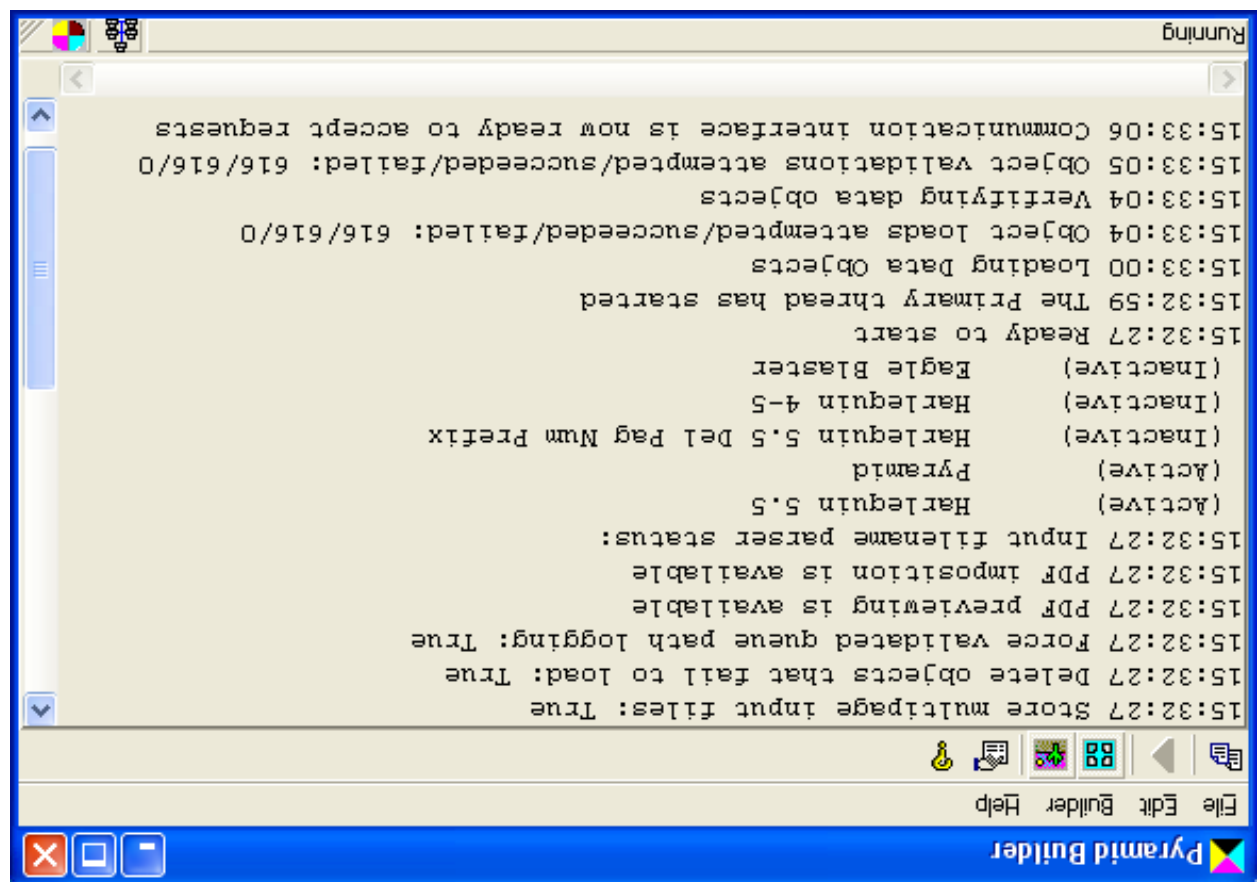 Pyramid Builder
File Edit Builder Help
15:32:27 Store multipage input files: True
15:32:27 Delete objects that fail to load: True
15:32:27 Force validated queue path logging: True
15:32:27 PDF previewing is available
15:32:27 PDF imposition is available
15:32:27 Input filename parser status:
(Active) Harlequin 5.5
(Active) Pyramid
(Inactive) Harlequin 5.5 Del Pag Num Prefix
(Inactive) Harlequin 4-5
(Inactive) Eagle Blaster
15:32:27 Ready to start
15:32:59 The Primary thread has started
15:33:00 Loading Data Objects
15:33:04 Object loads attempted/succeeded/failed: 616/616/0
15:33:04 Verifiying data objects
15:33:05 Object validations attempted/succeeded/failed: 616/616/0
15:33:06 Communication interface is now ready to accept requests
Running